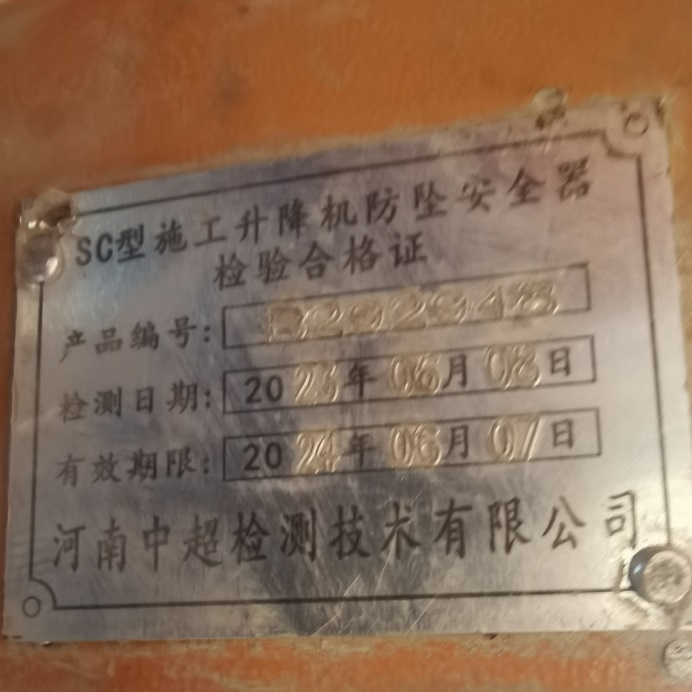 SC型施工升降机防坠安全器
检验合格证
产品编号:
检测日期: 2023年06月08日
有效期限: 2024年06月07日
河南中超检测技术有限公司